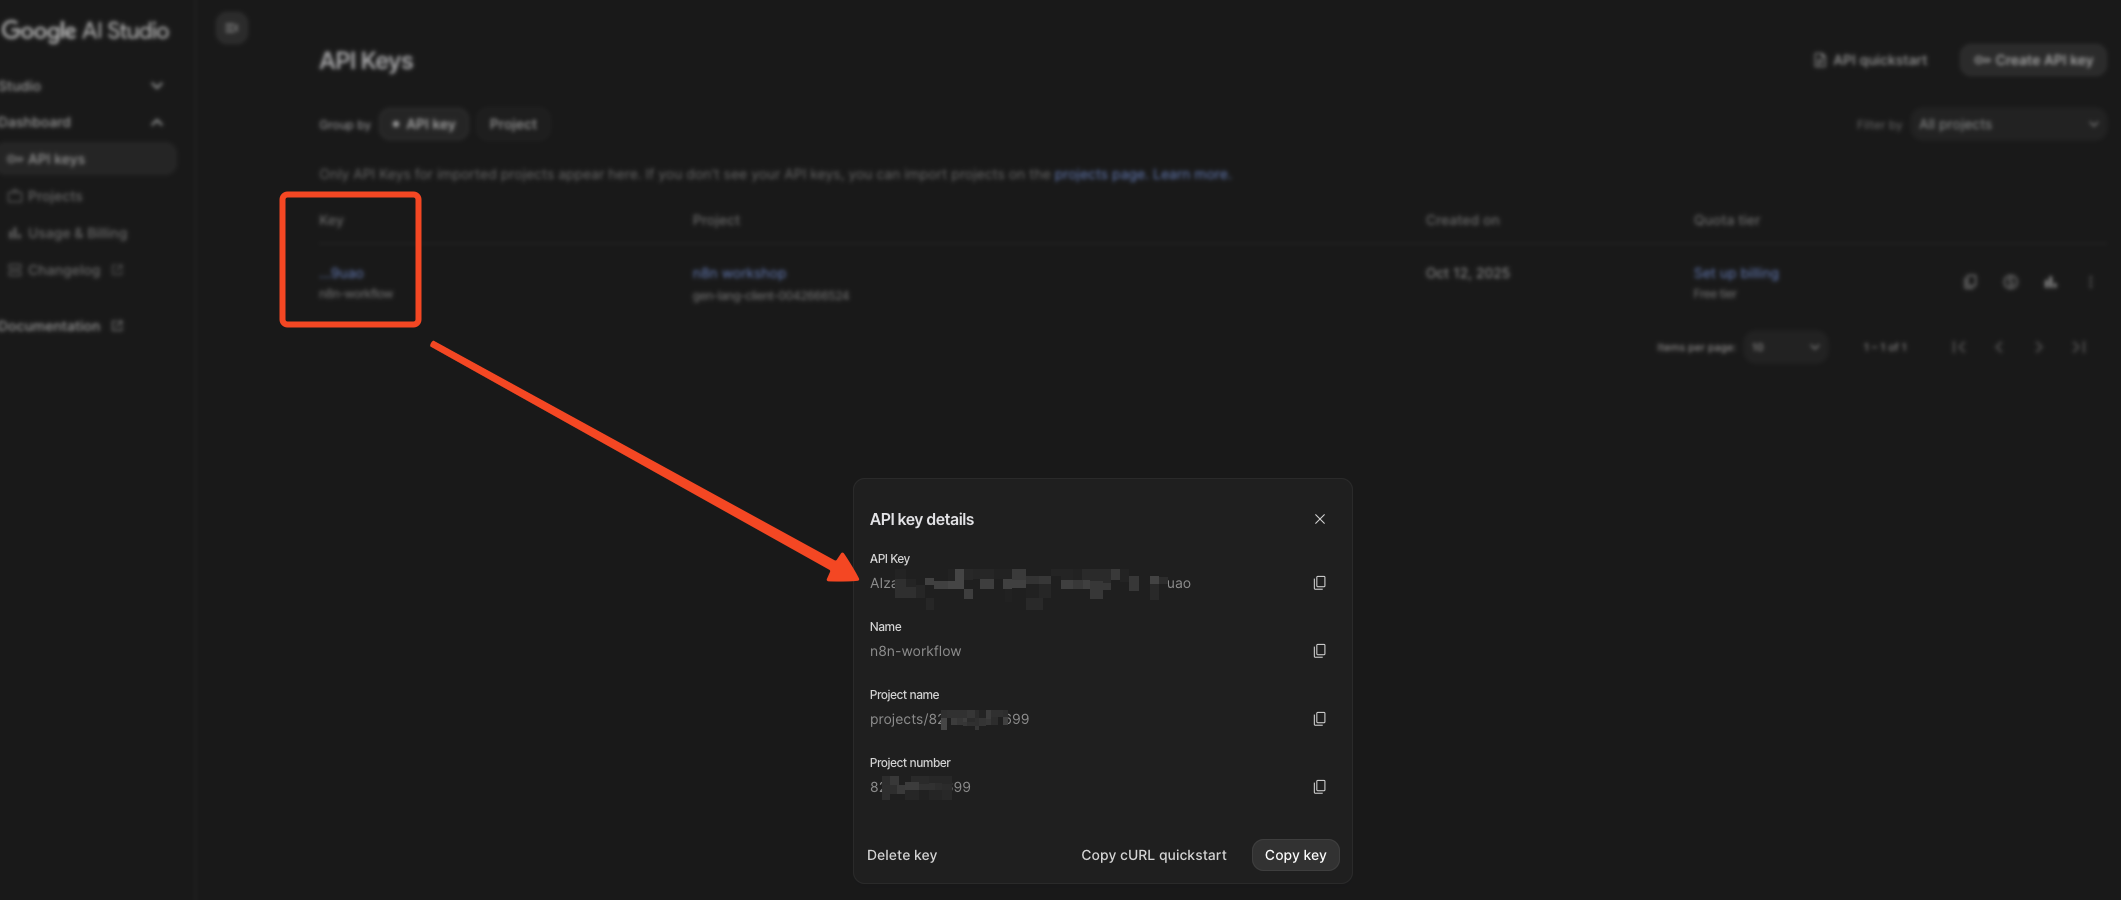 Google AI Studio
Studio
Dashboard
API keys
Projects
Usage & Billing
Changelog
Documentation
API Keys
API quickstart
Create API key
Group by
API key
Project
Filter by
All projects
Only API Keys for imported projects appear here. If you don't see your API keys, you can import projects on the projects page. Learn more.
Key
Project
Created on
Quota tier
...9uao
n8n workshop
Oct 12, 2025
Set up billing
n8n-workflow
gen-lang-client-0042666524
Free tier
Items per page:
10
1 – 1 of 1
API key details
API Key
AIza
uao
Name
n8n-workflow
Project name
projects/82
699
Project number
82
99
Delete key
Copy cURL quickstart
Copy key